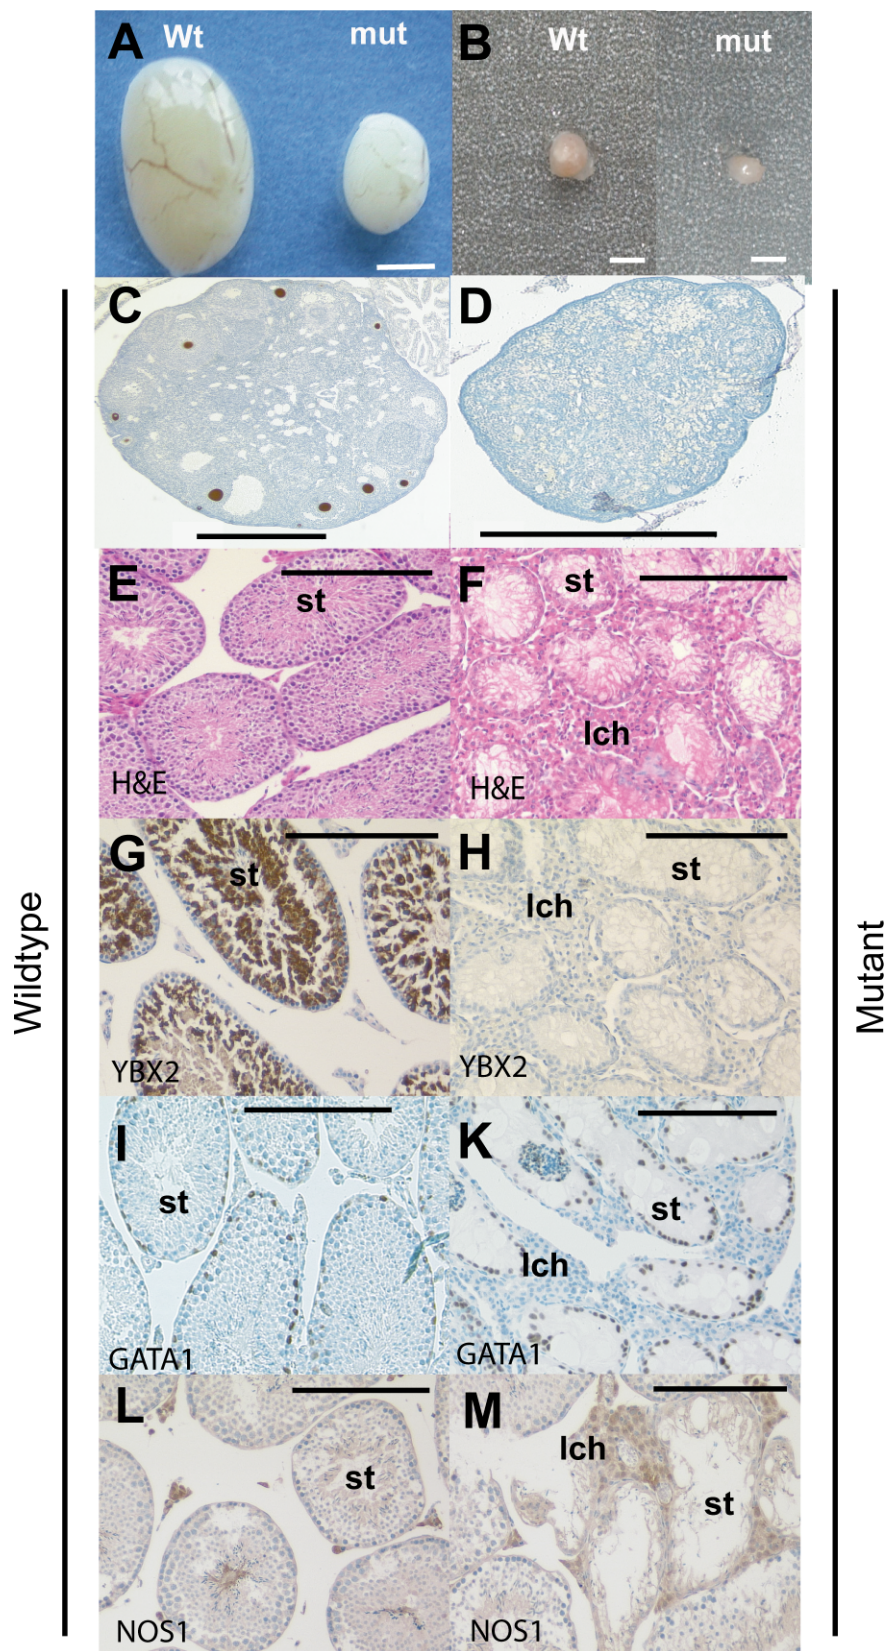 A Wt mut
B Wt mut
C
D
E st
H&E
F st
lch
H&E
G st
YBX2
H st
lch
YBX2
I
st
GATA1
K
st
lch
GATA1
L
st
NOS1
M
lch
st
NOS1
Wildtype
Mutant